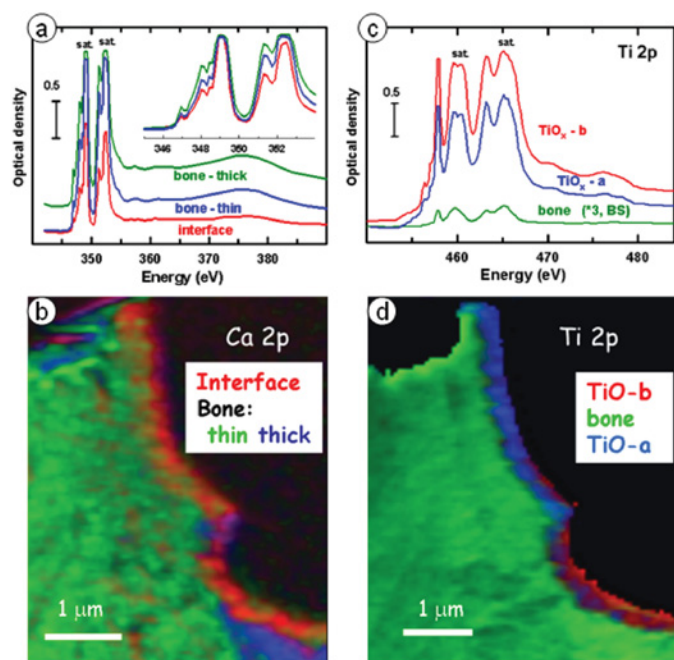 a
sat.
sat.
0.5
Optical density
346 348 350 352
bone - thick
bone - thin
interface
350 360 370 380
Energy (eV)
c
Ti 2p
sat.
sat.
0.5
Optical density
TiOₓ - b
TiOₓ - a
bone (*3, BS)
460 470 480
Energy (eV)
b
Ca 2p
Interface
Bone:
thin thick
1 μm
d
Ti 2p
TiO-b
bone
TiO-a
1 μm